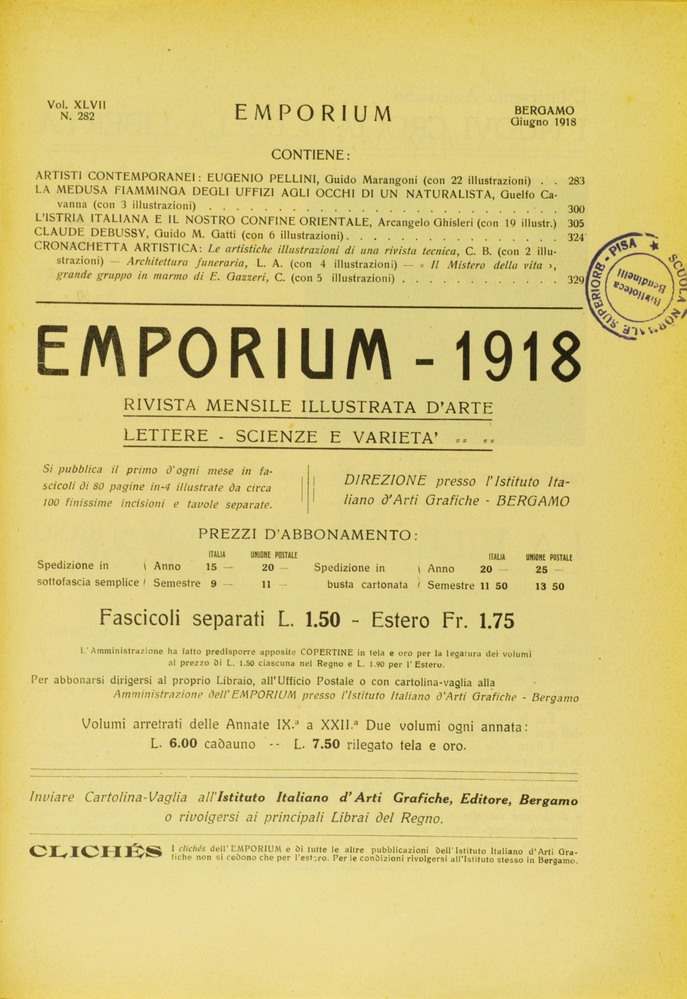 Vol. XLVII
N. 282
EMPORIUM
BERGAMO
Giugno 1918
CONTIENE:
ARTISTI CONTEMPORANEI: EUGENIO PELLINI, Guido Marangoni (con 22 illustrazioni) . . 283
LA MEDUSA FIAMMINGA DEGLI UFFIZI AGLI OCCHI DI UN NATURALISTA, Guelfo Ca-
vanna (con 3 illustrazioni) . . . . . . . . . . . . . . . . 300
L'ISTRIA ITALIANA E IL NOSTRO CONFINE ORIENTALE, Arcangelo Ghisleri (con 19 illustr.) 305
CLAUDE DEBUSSY, Guido M. Gatti (con 6 illustrazioni) . . . . . . . . . . . 324
CRONACHETTA ARTISTICA: Le artistiche illustrazioni di una rivista tecnica, C. B. (con 2 illu-
strazioni) — Architettura funeraria, L. A. (con 4 illustrazioni) — « Il Mistero della vita »,
grande gruppo in marmo di E. Gazzeri, C. (con 5 illustrazioni) . . . . . . . . 329
SCUOLA NORMALE SUPERIORE - PISA
Biblioteca
Bendinelli
EMPORIUM - 1918
RIVISTA MENSILE ILLUSTRATA D'ARTE
LETTERE - SCIENZE E VARIETA'
Si pubblica il primo d'ogni mese in fa-
scicoli di 80 pagine in-4 illustrate da circa
100 finissime incisioni e tavole separate.
DIREZIONE presso l'Istituto Ita-
liano d'Arti Grafiche - BERGAMO
PREZZI D'ABBONAMENTO:
ITALIA UNIONE POSTALE ITALIA UNIONE POSTALE
Spedizione in Anno 15 — 20 — Spedizione in Anno 20 — 25 —
sottofascia semplice Semestre 9 — 11 — busta cartonata Semestre 11 50 13 50
Fascicoli separati L. 1.50 - Estero Fr. 1.75
L'Amministrazione ha fatto predisporre apposite COPERTINE in tela e oro per la legatura dei volumi
al prezzo di L. 1.50 ciascuna nel Regno e L. 1.90 per l'Estero.
Per abbonarsi dirigersi al proprio Libraio, all'Ufficio Postale o con cartolina-vaglia alla
Amministrazione dell'EMPORIUM presso l'Istituto Italiano d'Arti Grafiche - Bergamo
Volumi arretrati delle Annate IX.ª a XXII.ª Due volumi ogni annata:
L. 6.00 cadauno -- L. 7.50 rilegato tela e oro.
Inviare Cartolina-Vaglia all'Istituto Italiano d'Arti Grafiche, Editore, Bergamo
o rivolgersi ai principali Librai del Regno.
CLICHÉS I clichés dell'EMPORIUM e di tutte le altre pubblicazioni dell'Istituto Italiano d'Arti Gra-
fiche non si cedono che per l'estero. Per le condizioni rivolgersi all'Istituto stesso in Bergamo.